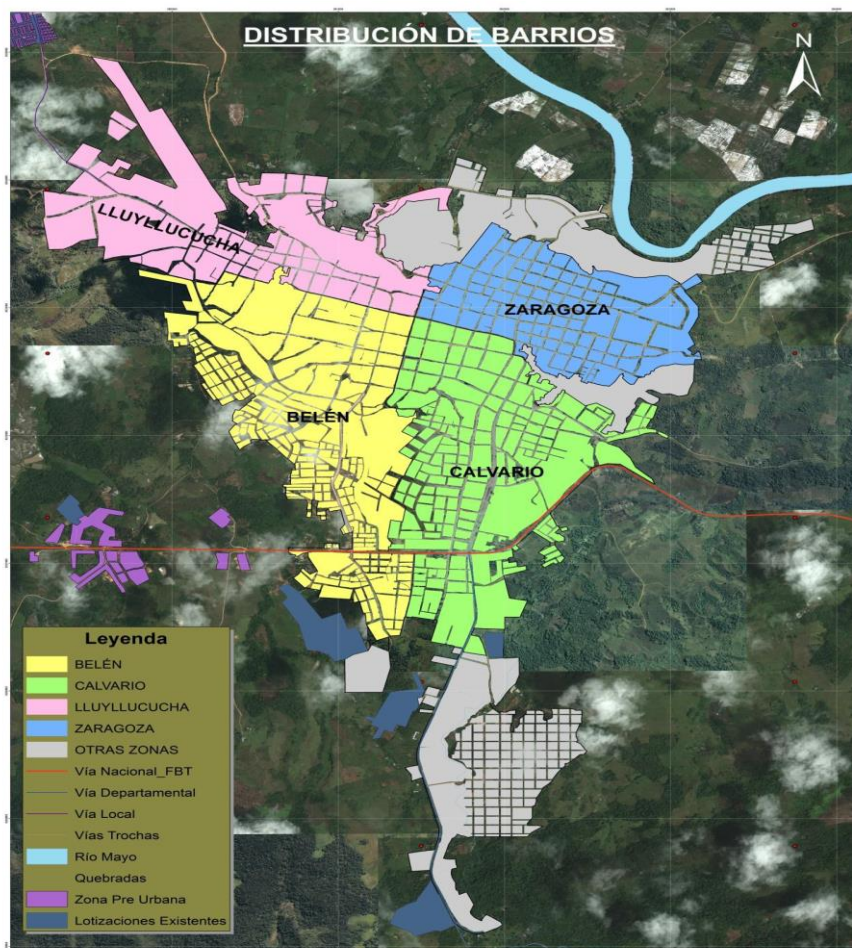 DISTRIBUCIÓN DE BARRIOS
N
LLUYLLUCUCHA
ZARAGOZA
BELÉN
CALVARIO
Leyenda
BELÉN
CALVARIO
LLUYLLUCUCHA
ZARAGOZA
OTRAS ZONAS
Vía Nacional_FBT
Vía Departamental
Vía Local
Vías Trochas
Río Mayo
Quebradas
Zona Pre Urbana
Lotizaciones Existentes